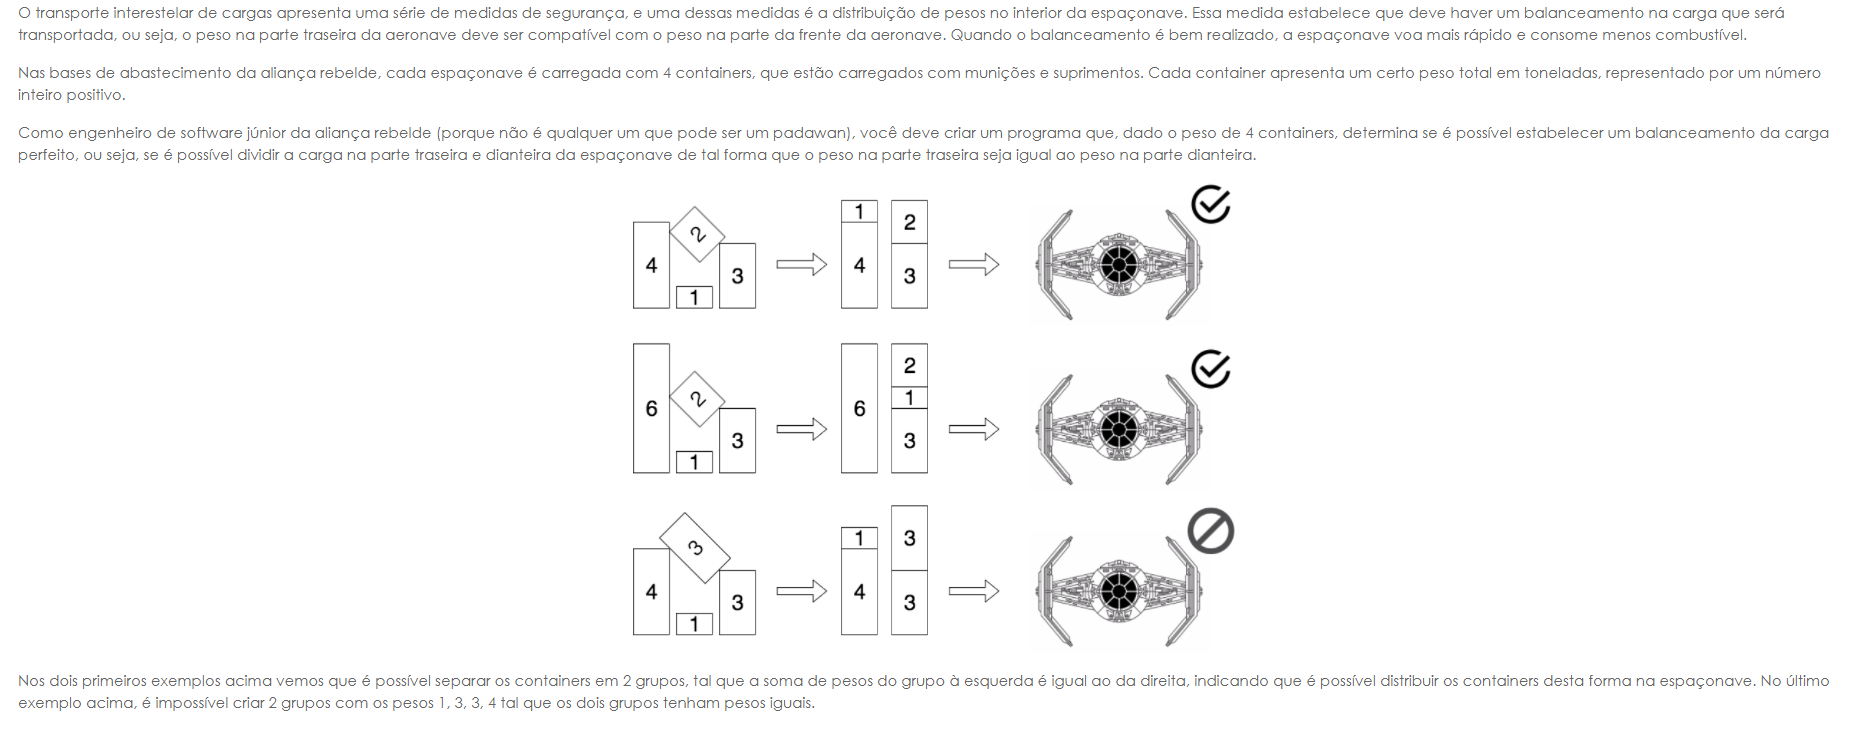 O transporte interestelar de cargas apresenta uma série de medidas de segurança, e uma dessas medidas é a distribuição de pesos no interior da espaçonave. Essa medida estabelece que deve haver um balanceamento na carga que será
transportada, ou seja, o peso na parte traseira da aeronave deve ser compatível com o peso na parte da frente da aeronave. Quando o balanceamento é bem realizado, a espaçonave voa mais rápido e consome menos combustível.
Nas bases de abastecimento da aliança rebelde, cada espaçonave é carregada com 4 containers, que estão carregados com munições e suprimentos. Cada container apresenta um certo peso total em toneladas, representado por um número
inteiro positivo.
Como engenheiro de software júnior da aliança rebelde (porque não é qualquer um que pode ser um padawan), você deve criar um programa que, dado o peso de 4 containers, determina se é possível estabelecer um balanceamento da carga
perfeito, ou seja, se é possível dividir a carga na parte traseira e dianteira da espaçonave de tal forma que o peso na parte traseira seja igual ao peso na parte dianteira.
4 2 1 3 1 4 2 3
6 2 1 3 6 2 1 3
4 3 1 3 1 4 3 3
Nos dois primeiros exemplos acima vemos que é possível separar os containers em 2 grupos, tal que a soma de pesos do grupo à esquerda é igual ao da direita, indicando que é possível distribuir os containers desta forma na espaçonave. No último
exemplo acima, é impossível criar 2 grupos com os pesos 1, 3, 3, 4 tal que os dois grupos tenham pesos iguais.